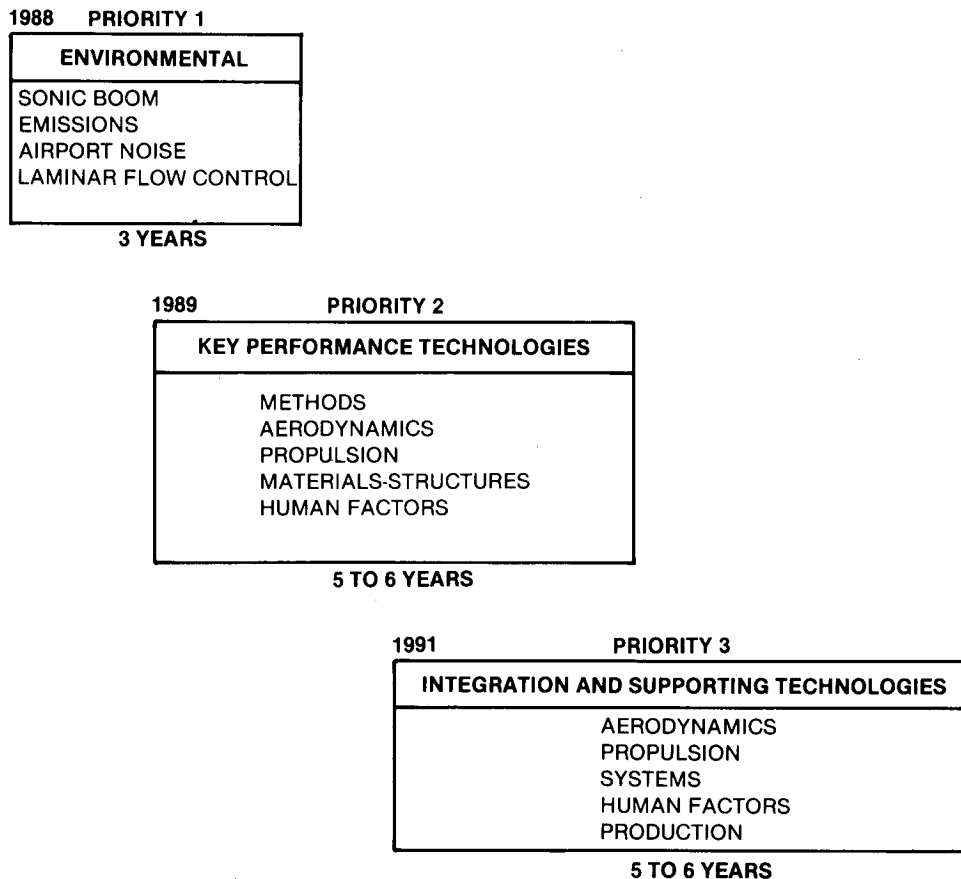 1988 PRIORITY 1
ENVIRONMENTAL
SONIC BOOM
EMISSIONS
AIRPORT NOISE
LAMINAR FLOW CONTROL
3 YEARS
1989 PRIORITY 2
KEY PERFORMANCE TECHNOLOGIES
METHODS
AERODYNAMICS
PROPULSION
MATERIALS-STRUCTURES
HUMAN FACTORS
5 TO 6 YEARS
1991 PRIORITY 3
INTEGRATION AND SUPPORTING TECHNOLOGIES
AERODYNAMICS
PROPULSION
SYSTEMS
HUMAN FACTORS
PRODUCTION
5 TO 6 YEARS